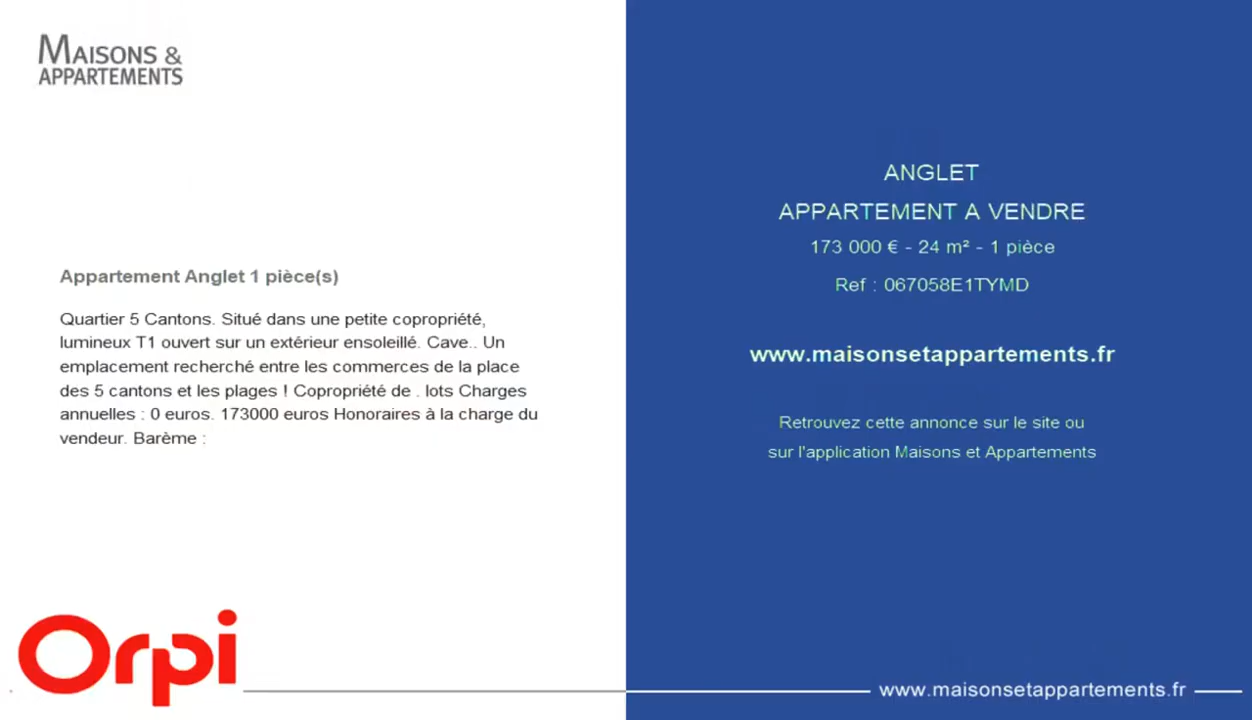 MAISONS &
APPARTEMENTS
Appartement Anglet 1 pièce(s)
Quartier 5 Cantons. Situé dans une petite copropriété,
lumineux T1 ouvert sur un extérieur ensoleillé. Cave.. Un
emplacement recherché entre les commerces de la place
des 5 cantons et les plages ! Copropriété de . lots Charges
annuelles : 0 euros. 173000 euros Honoraires à la charge du
vendeur. Barème :
Orpi
ANGLET
APPARTEMENT A VENDRE
173 000 € - 24 m² - 1 pièce
Ref : 067058E1TYMD
www.maisonsetappartements.fr
Retrouvez cette annonce sur le site ou
sur l'application Maisons et Appartements
www.maisonsetappartements.fr